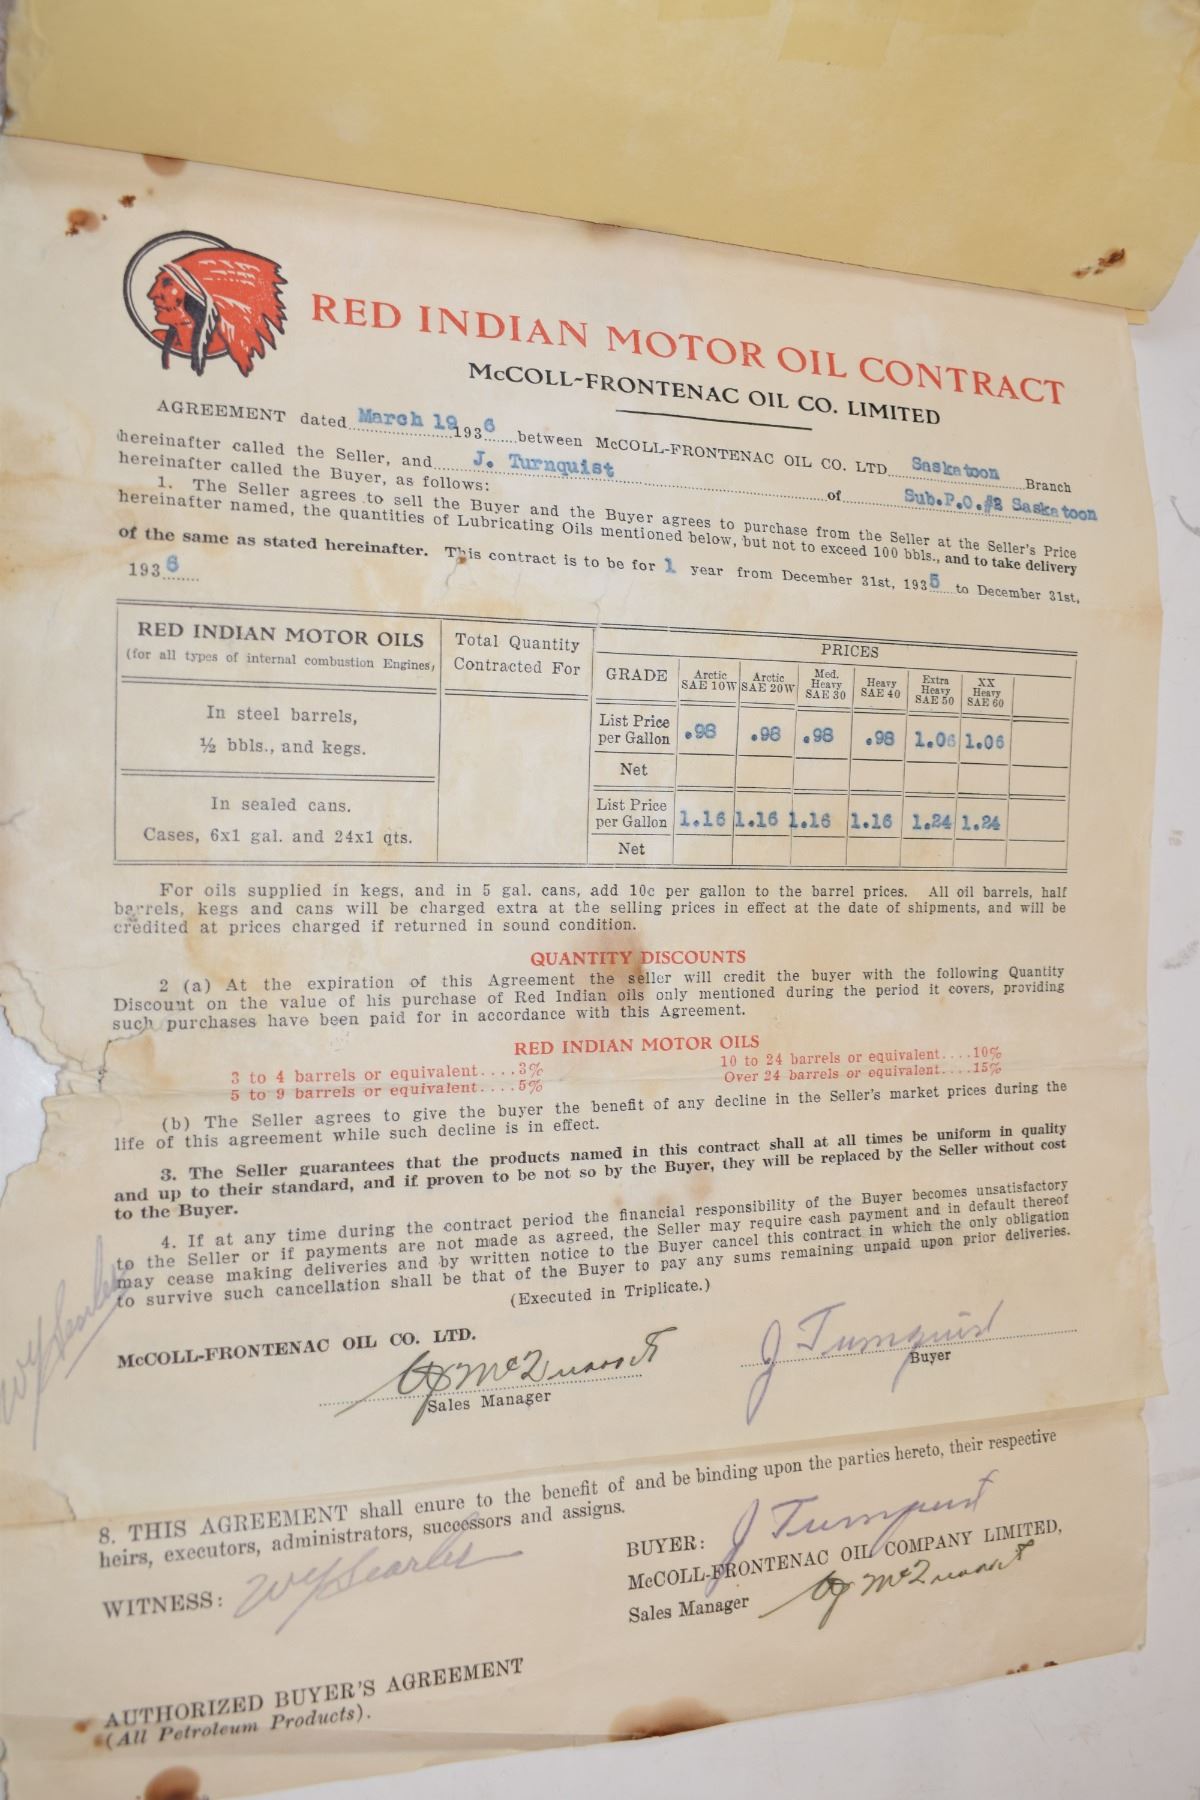 RED INDIAN MOTOR OIL CONTRACT
McCOLL-FRONTENAC OIL CO. LIMITED
AGREEMENT dated March 19 1936 between McCOLL-FRONTENAC OIL CO. LTD. Saskatoon Branch
hereinafter called the Seller, and J. Turnquist of Sub.P.O.#2 Saskatoon
hereinafter called the Buyer, as follows:
1. The Seller agrees to sell the Buyer and the Buyer agrees to purchase from the Seller at the Seller's Price
hereinafter named, the quantities of Lubricating Oils mentioned below, but not to exceed 100 bbls., and to take delivery
of the same as stated hereinafter. This contract is to be for 1 year from December 31st, 1935 to December 31st,
1936
RED INDIAN MOTOR OILS
(for all types of internal combustion Engines)
Total Quantity
Contracted For
PRICES
GRADE
Arctic SAE 10W
Arctic SAE 20W
Med. Heavy SAE 30
Heavy SAE 40
Extra Heavy SAE 50
XX Heavy SAE 60
In steel barrels,
½ bbls., and kegs.
List Price per Gallon .98 .98 .98 .98 1.06 1.06
Net
In sealed cans.
Cases, 6x1 gal. and 24x1 qts.
List Price per Gallon 1.16 1.16 1.16 1.16 1.24 1.24
Net
For oils supplied in kegs, and in 5 gal. cans, add 10c per gallon to the barrel prices. All oil barrels, half
barrels, kegs and cans will be charged extra at the selling prices in effect at the date of shipments, and will be
credited at prices charged if returned in sound condition.
QUANTITY DISCOUNTS
2 (a) At the expiration of this Agreement the seller will credit the buyer with the following Quantity
Discount on the value of his purchase of Red Indian oils only mentioned during the period it covers, providing
such purchases have been paid for in accordance with this Agreement.
RED INDIAN MOTOR OILS
3 to 4 barrels or equivalent....3% 10 to 24 barrels or equivalent....10%
5 to 9 barrels or equivalent....5% Over 24 barrels or equivalent....15%
(b) The Seller agrees to give the buyer the benefit of any decline in the Seller's market prices during the
life of this agreement while such decline is in effect.
3. The Seller guarantees that the products named in this contract shall at all times be uniform in quality
and up to their standard, and if proven to be not so by the Buyer, they will be replaced by the Seller without cost
to the Buyer.
4. If at any time during the contract period the financial responsibility of the Buyer becomes unsatisfactory
to the Seller or if payments are not made as agreed, the Seller may require cash payment and in default thereof
may cease making deliveries and by written notice to the Buyer cancel this contract in which the only obligation
to survive such cancellation shall be that of the Buyer to pay any sums remaining unpaid upon prior deliveries.
(Executed in Triplicate.)
McCOLL-FRONTENAC OIL CO. LTD.
Sales Manager
J Turnquist
Buyer
8. THIS AGREEMENT shall enure to the benefit of and be binding upon the parties hereto, their respective
heirs, executors, administrators, successors and assigns.
WITNESS: Searles
BUYER: J Turnquist
McCOLL-FRONTENAC OIL COMPANY LIMITED,
Sales Manager
AUTHORIZED BUYER'S AGREEMENT
(All Petroleum Products).